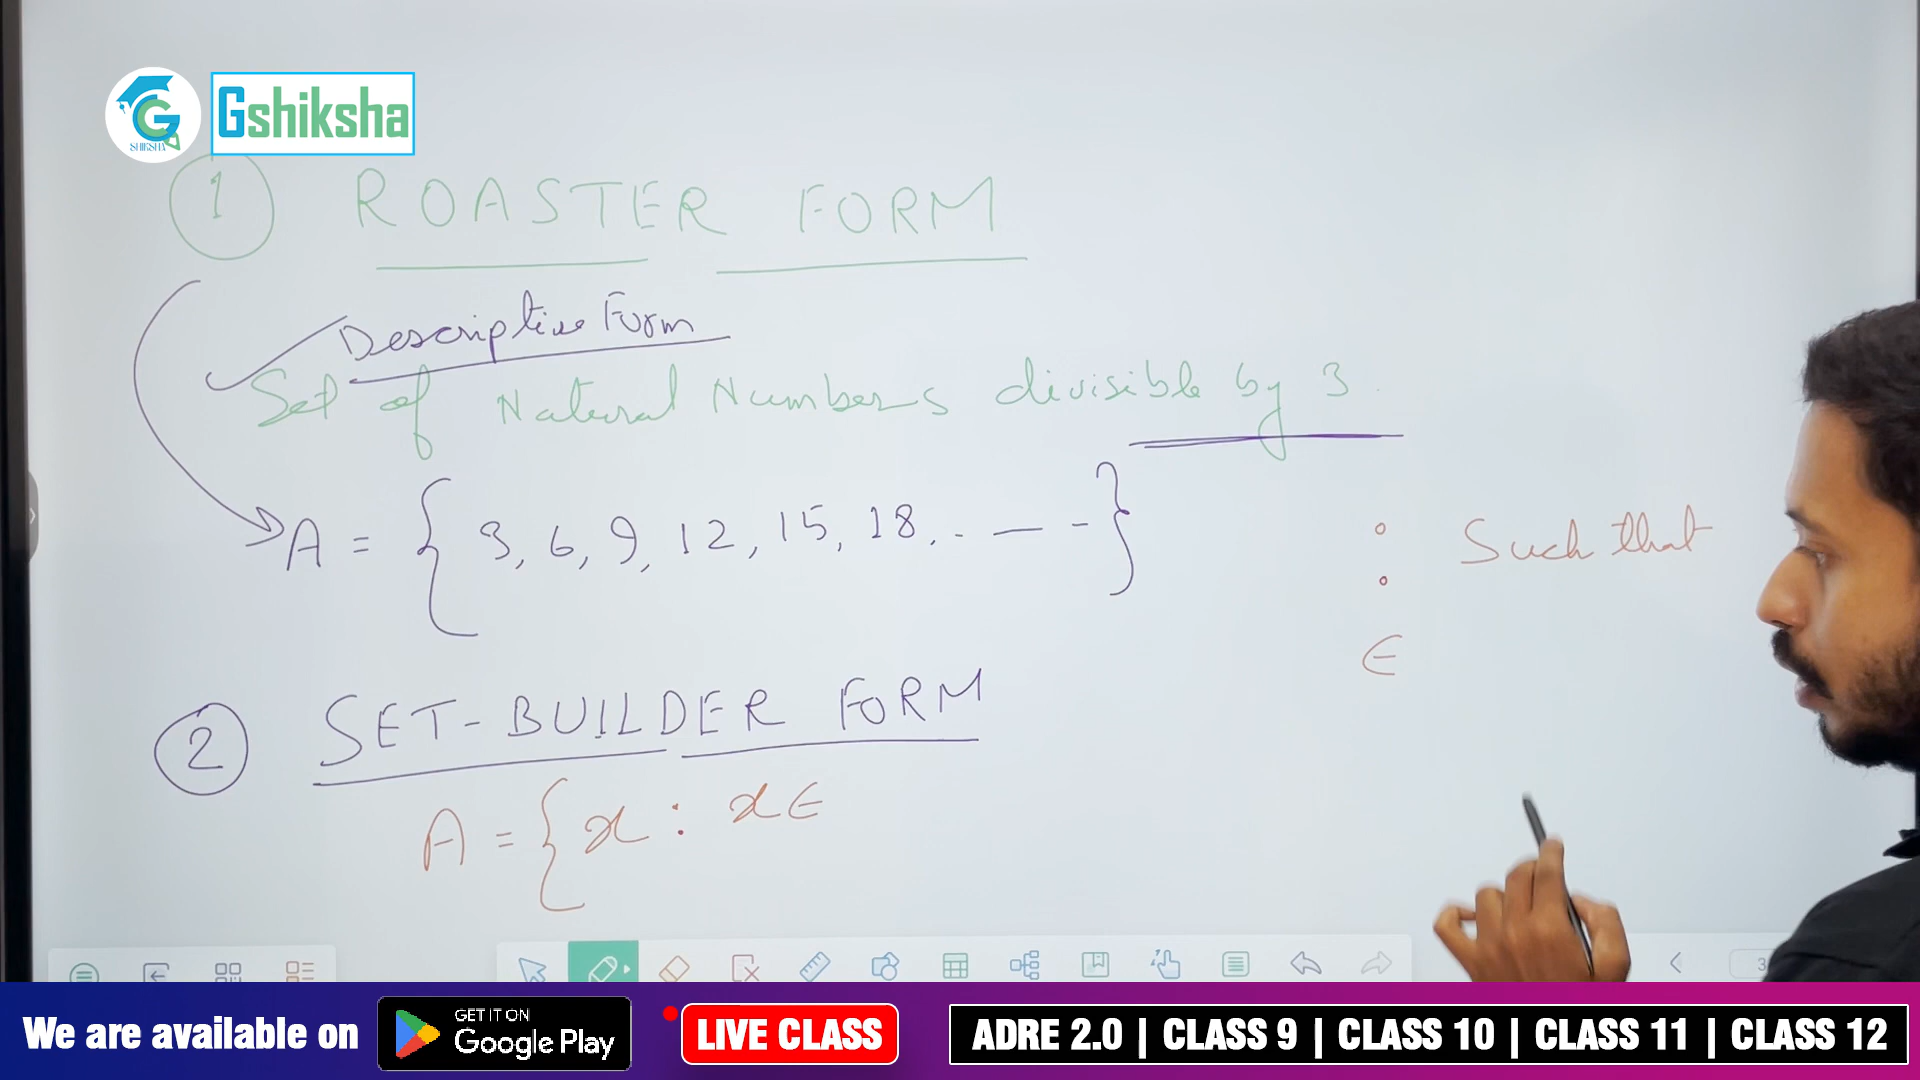 Gshiksha
SHIKSHA
1 ROASTER FORM
Descriptive Form
Set of Natural Numbers divisible by 3.
A = { 3, 6, 9, 12, 15, 18, . — - }
: Such that
∈
2 SET-BUILDER FORM
A = { x : x ∈
3
We are available on
GET IT ON
Google Play
LIVE CLASS
ADRE 2.0 | CLASS 9 | CLASS 10 | CLASS 11 | CLASS 12